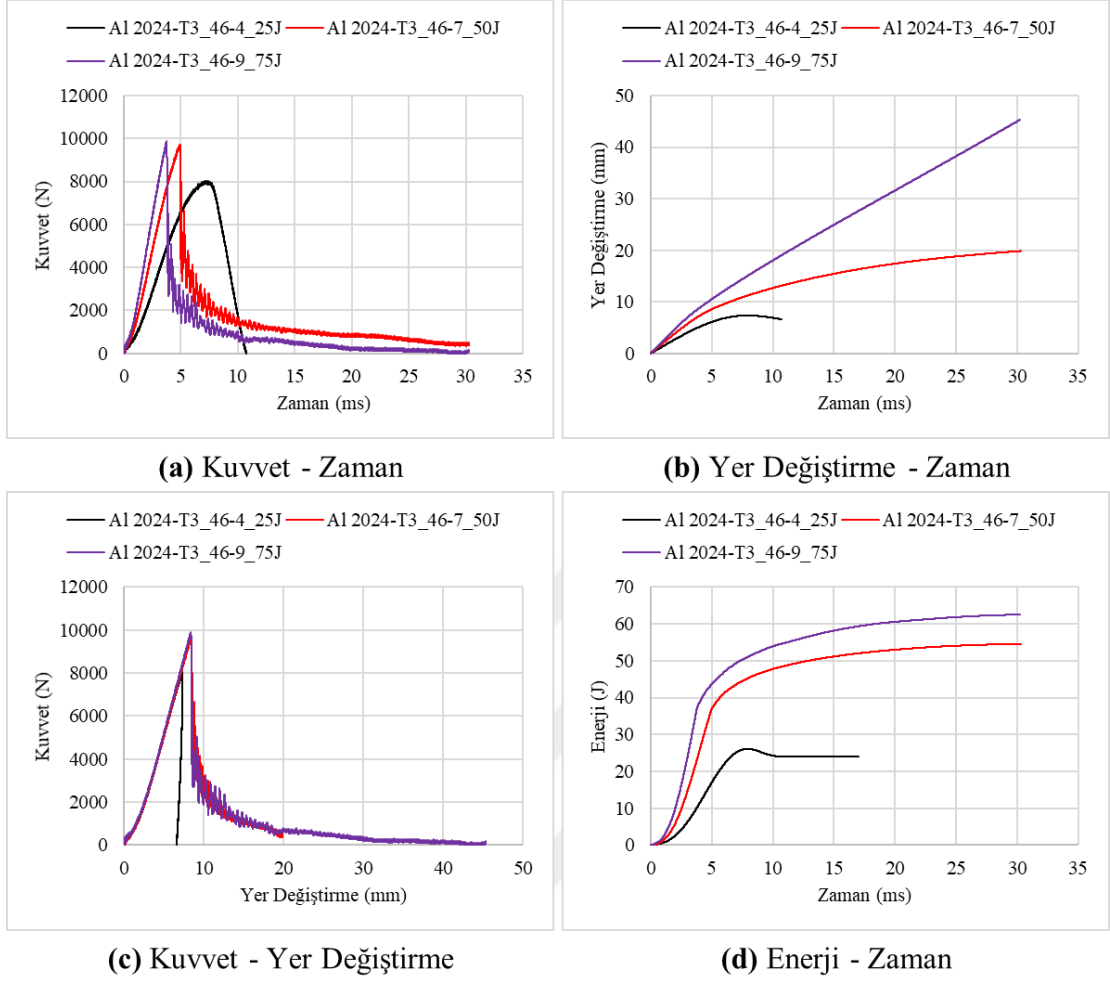 Al 2024-T3_46-4_25J Al 2024-T3_46-7_50J
Al 2024-T3_46-9_75J
12000
10000
8000
6000
4000
2000
0
Kuvvet (N)
0 5 10 15 20 25 30 35
Zaman (ms)
(a) Kuvvet - Zaman
Al 2024-T3_46-4_25J Al 2024-T3_46-7_50J
Al 2024-T3_46-9_75J
50
40
30
20
10
0
Yer Değiştirme (mm)
0 5 10 15 20 25 30 35
Zaman (ms)
(b) Yer Değiştirme - Zaman
Al 2024-T3_46-4_25J Al 2024-T3_46-7_50J
Al 2024-T3_46-9_75J
12000
10000
8000
6000
4000
2000
0
Kuvvet (N)
0 10 20 30 40 50
Yer Değiştirme (mm)
(c) Kuvvet - Yer Değiştirme
Al 2024-T3_46-4_25J Al 2024-T3_46-7_50J
Al 2024-T3_46-9_75J
70
60
50
40
30
20
10
0
Enerji (J)
0 5 10 15 20 25 30 35
Zaman (ms)
(d) Enerji - Zaman